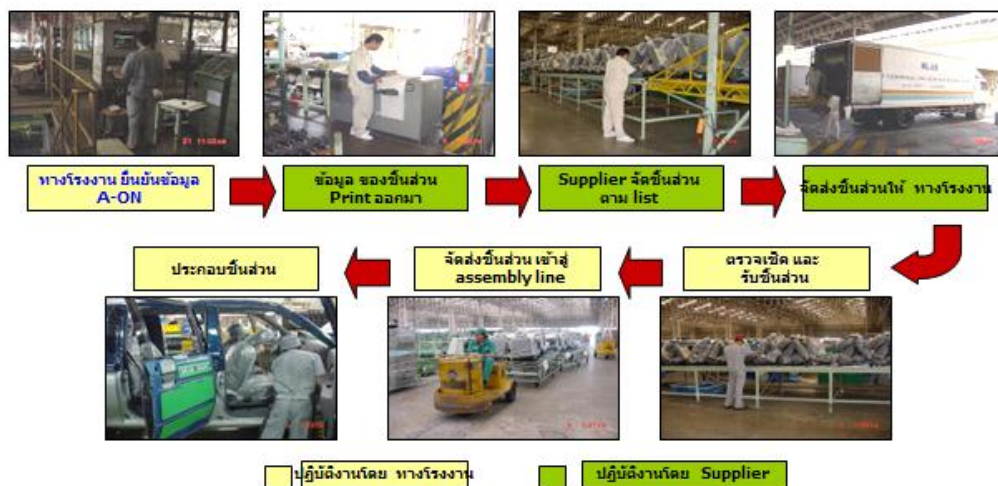 ทางโรงงาน ยืนยันข้อมูล
A-ON
ข้อมูล ของชิ้นส่วน
Print ออกมา
Supplier จัดชิ้นส่วน
ตาม list
จัดส่งชิ้นส่วนให้ ทางโรงงาน
ประกอบชิ้นส่วน
จัดส่งชิ้นส่วน เข้าสู่
assembly line
ตรวจเช็ค และ
รับชิ้นส่วน
ปฏิบัติงานโดย ทางโรงงาน
ปฏิบัติงานโดย Supplier